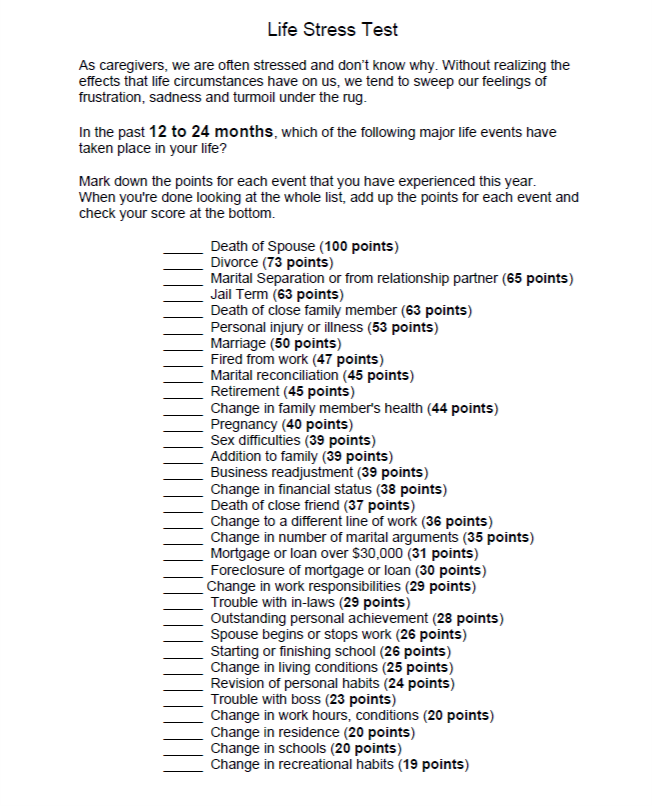 Life Stress Test
As caregivers, we are often stressed and don't know why. Without realizing the
effects that life circumstances have on us, we tend to sweep our feelings of
frustration, sadness and turmoil under the rug.
In the past 12 to 24 months, which of the following major life events have
taken place in your life?
Mark down the points for each event that you have experienced this year.
When you're done looking at the whole list, add up the points for each event and
check your score at the bottom.
_____ Death of Spouse (100 points)
_____ Divorce (73 points)
_____ Marital Separation or from relationship partner (65 points)
_____ Jail Term (63 points)
_____ Death of close family member (63 points)
_____ Personal injury or illness (53 points)
_____ Marriage (50 points)
_____ Fired from work (47 points)
_____ Marital reconciliation (45 points)
_____ Retirement (45 points)
_____ Change in family member's health (44 points)
_____ Pregnancy (40 points)
_____ Sex difficulties (39 points)
_____ Addition to family (39 points)
_____ Business readjustment (39 points)
_____ Change in financial status (38 points)
_____ Death of close friend (37 points)
_____ Change to a different line of work (36 points)
_____ Change in number of marital arguments (35 points)
_____ Mortgage or loan over $30,000 (31 points)
_____ Foreclosure of mortgage or loan (30 points)
_____ Change in work responsibilities (29 points)
_____ Trouble with in-laws (29 points)
_____ Outstanding personal achievement (28 points)
_____ Spouse begins or stops work (26 points)
_____ Starting or finishing school (26 points)
_____ Change in living conditions (25 points)
_____ Revision of personal habits (24 points)
_____ Trouble with boss (23 points)
_____ Change in work hours, conditions (20 points)
_____ Change in residence (20 points)
_____ Change in schools (20 points)
_____ Change in recreational habits (19 points)